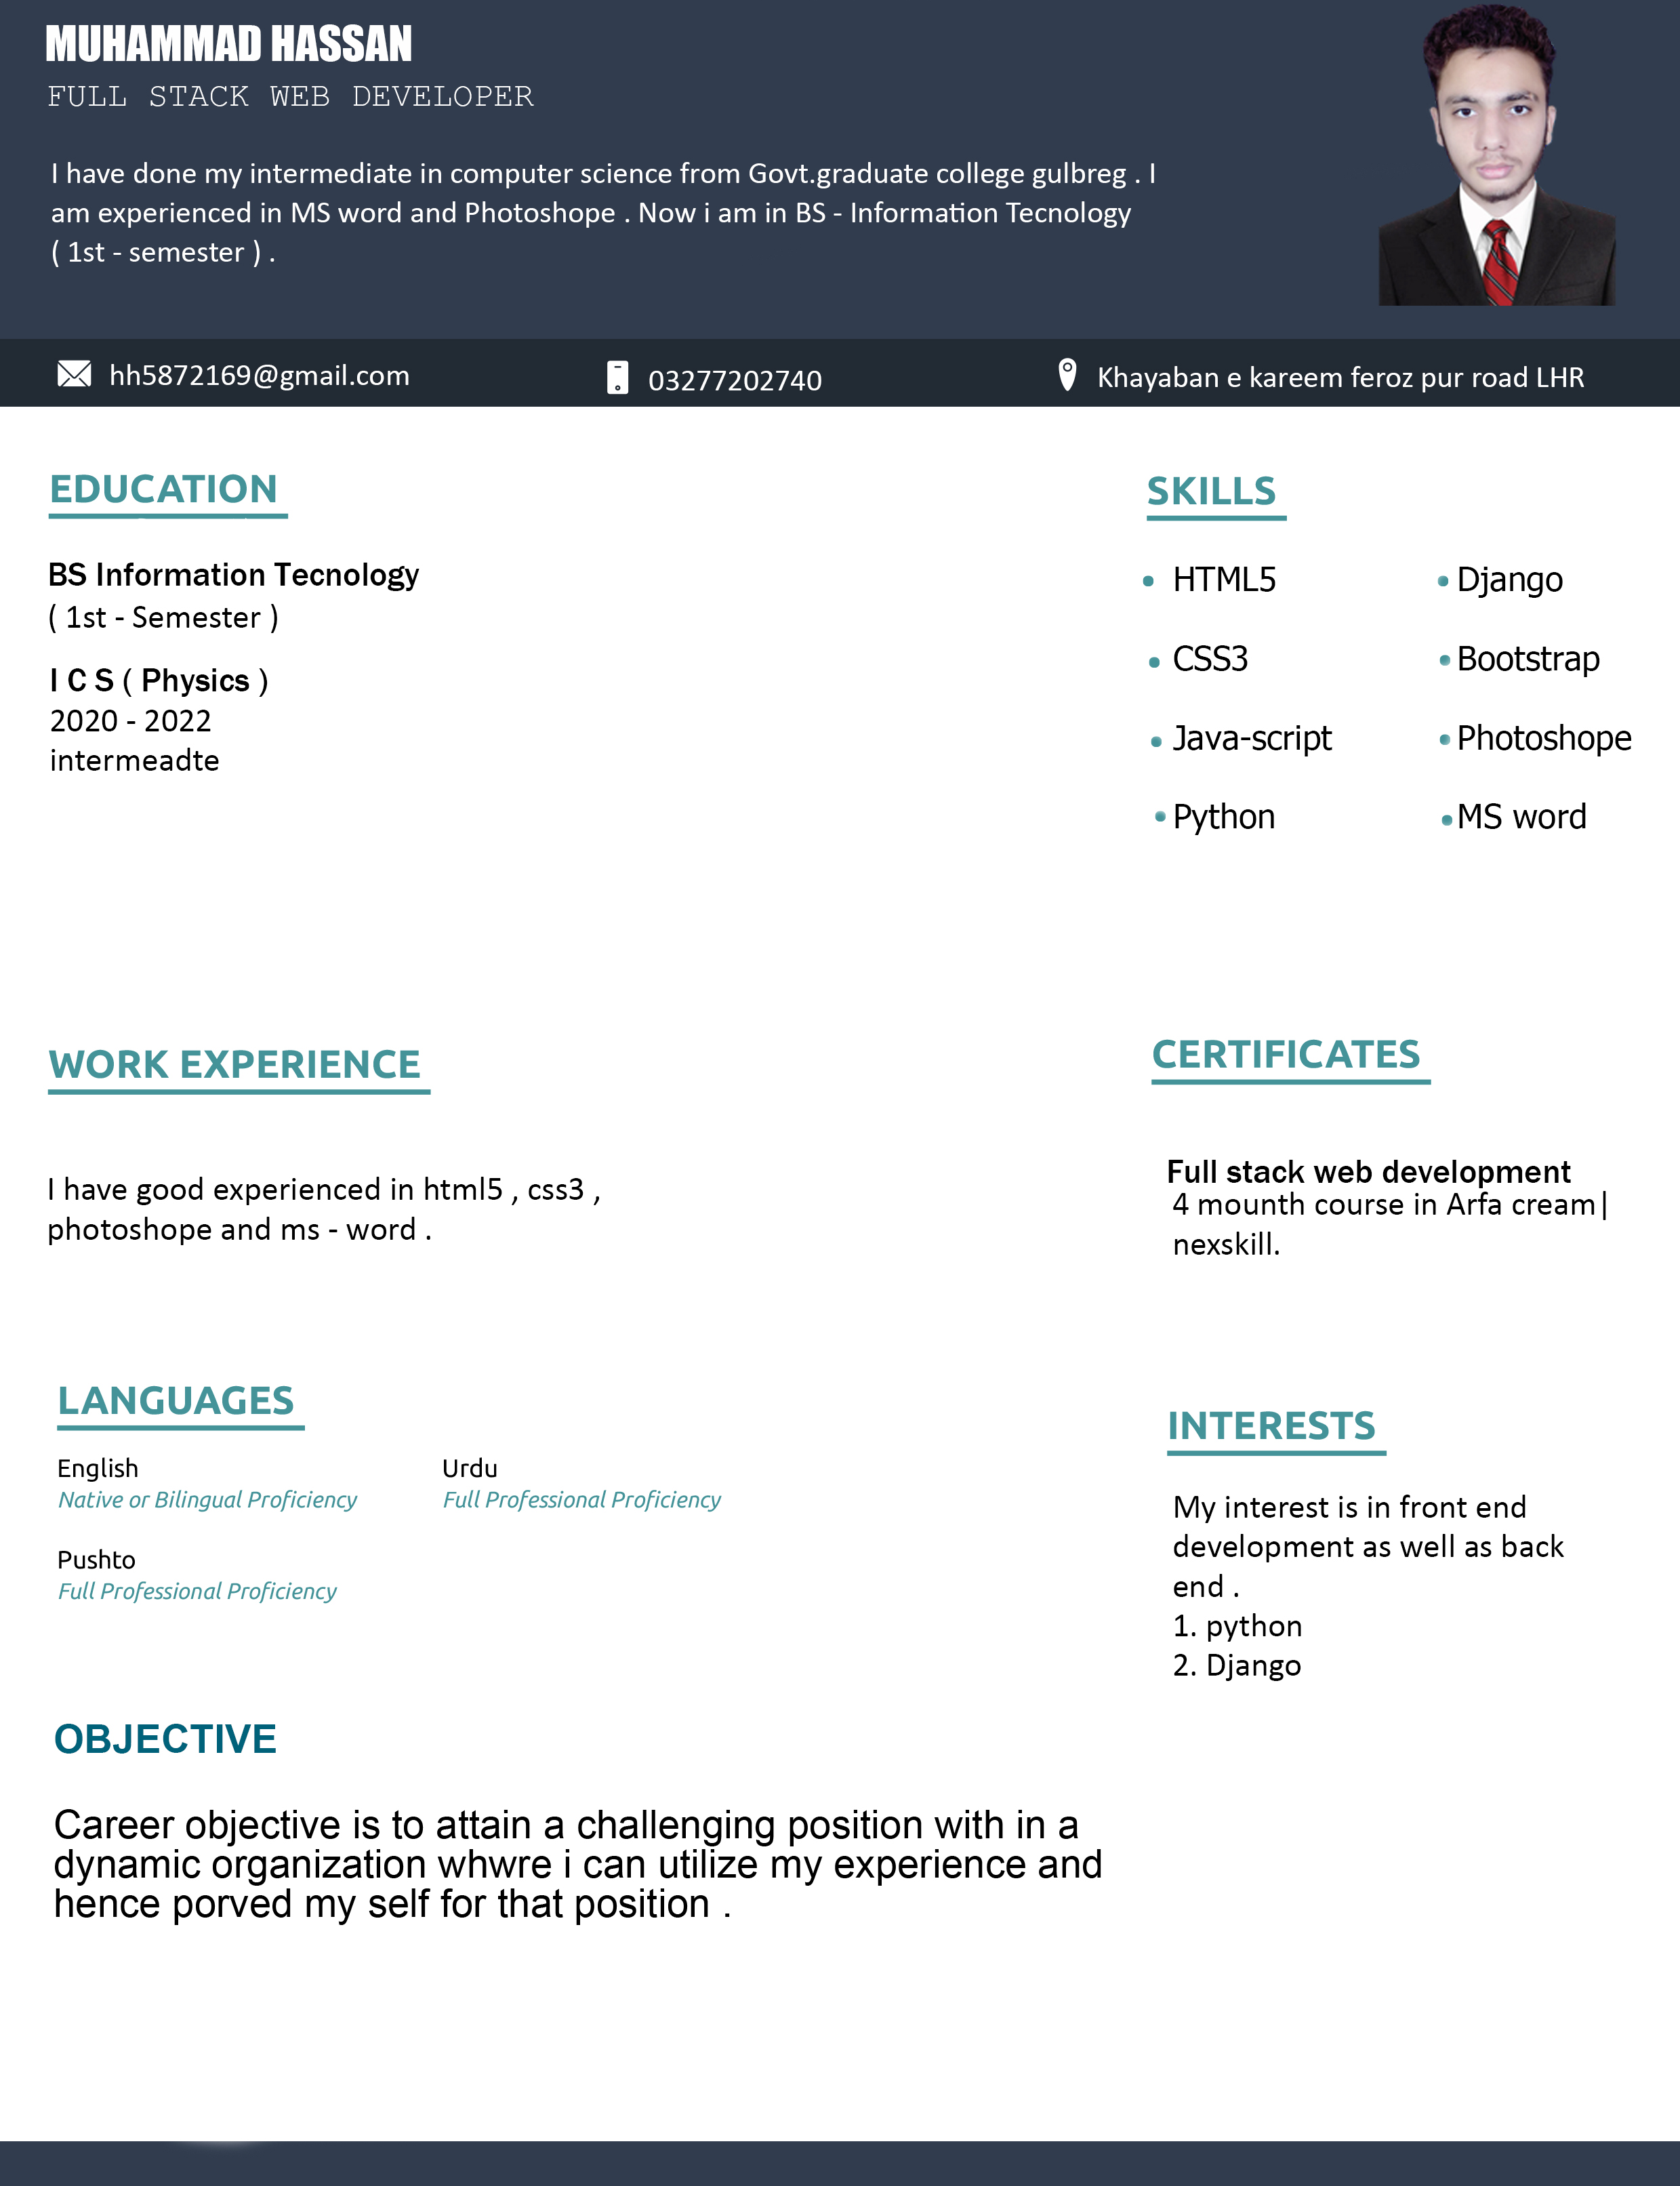 MUHAMMAD HASSAN
FULL STACK WEB DEVELOPER
I have done my intermediate in computer science from Govt.graduate college gulbreg . I
am experienced in MS word and Photoshope . Now i am in BS - Information Tecnology
( 1st - semester ) .
hh5872169@gmail.com
03277202740
Khayaban e kareem feroz pur road LHR
EDUCATION
BS Information Tecnology
( 1st - Semester )
I C S ( Physics )
2020 - 2022
intermeadte
SKILLS
HTML5
Django
CSS3
Bootstrap
Java-script
Photoshope
Python
MS word
WORK EXPERIENCE
I have good experienced in html5 , css3 ,
photoshope and ms - word .
CERTIFICATES
Full stack web development
4 mounth course in Arfa cream|
nexskill.
LANGUAGES
English
Native or Bilingual Proficiency
Urdu
Full Professional Proficiency
Pushto
Full Professional Proficiency
INTERESTS
My interest is in front end
development as well as back
end .
1. python
2. Django
OBJECTIVE
Career objective is to attain a challenging position with in a
dynamic organization whwre i can utilize my experience and
hence porved my self for that position .